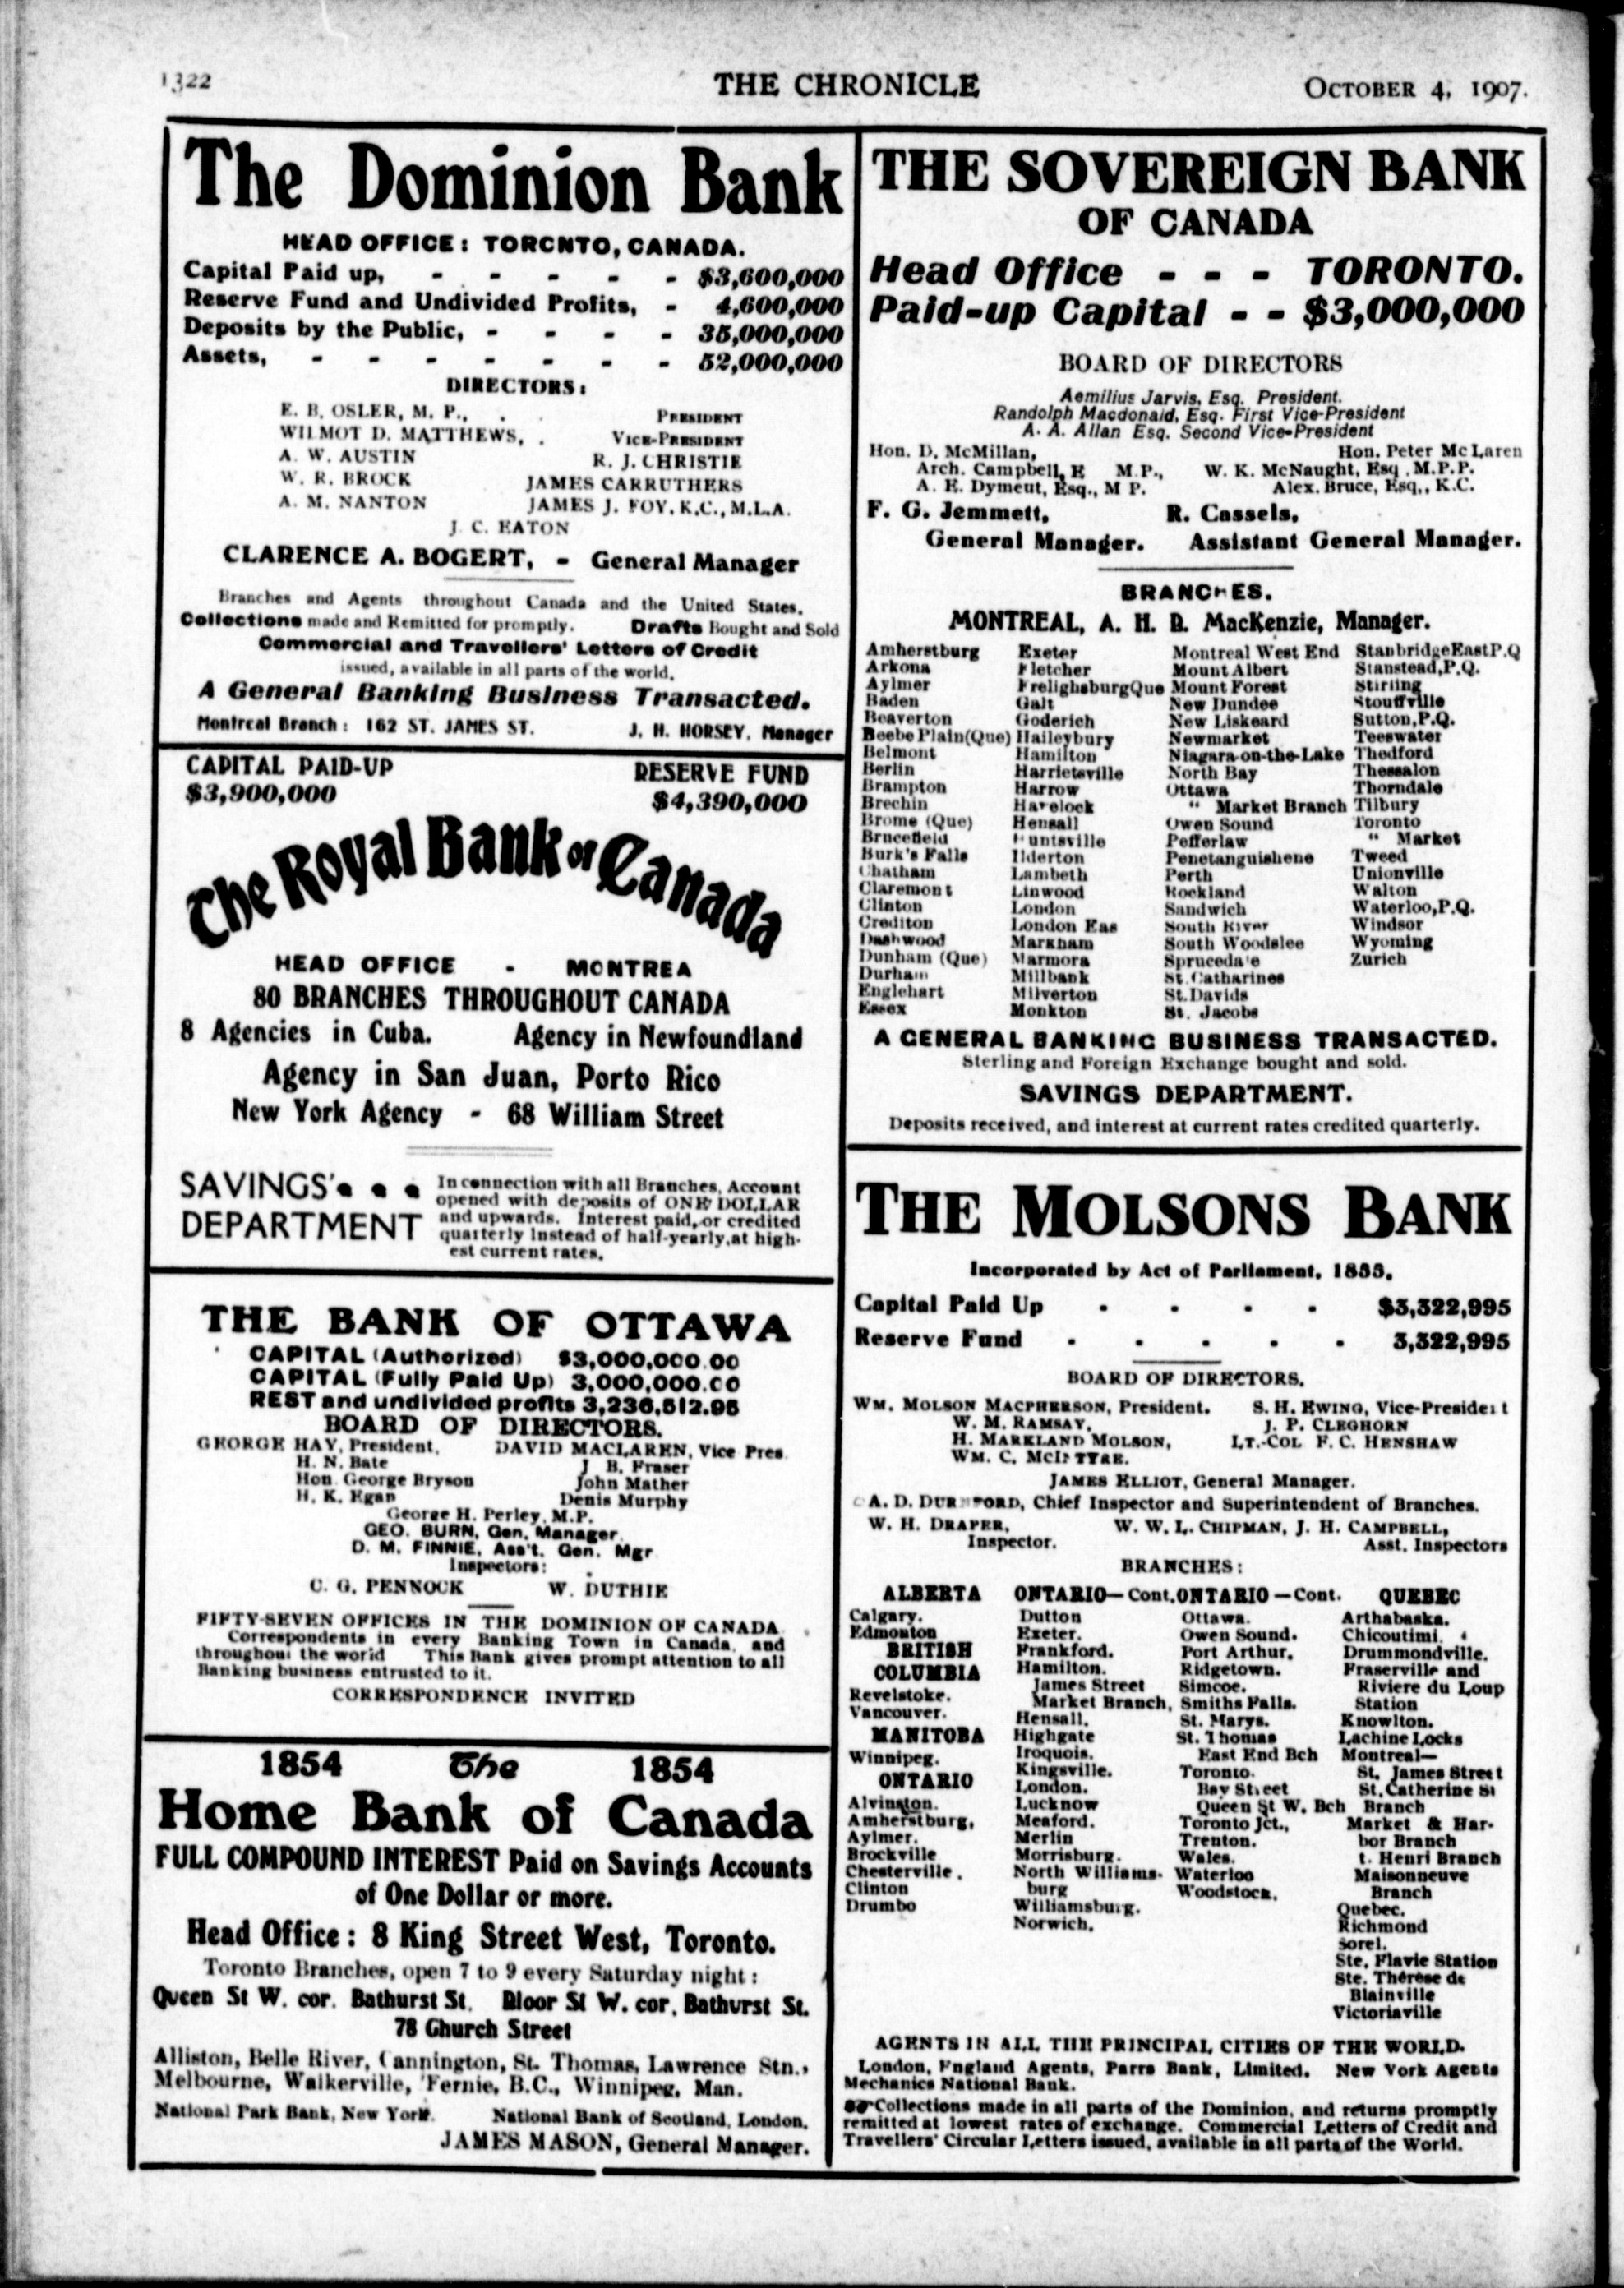 1322
THE CHRONICLE
OCTOBER 4, 1907.
The Dominion Bank
HEAD OFFICE: TORONTO, CANADA.
Capital Paid up, - - - - - $3,600,000
Reserve Fund and Undivided Profits, - 4,600,000
Deposits by the Public, - - - - 35,000,000
Assets, - - - - - - - 52,000,000
DIRECTORS:
E. B. OSLER, M. P., . PRESIDENT
WILMOT D. MATTHEWS, . VICE-PRESIDENT
A. W. AUSTIN R. J. CHRISTIE
W. R. BROCK JAMES CARRUTHERS
A. M. NANTON JAMES J. FOY, K.C., M.L.A.
J. C. EATON
CLARENCE A. BOGERT, - General Manager
Branches and Agents throughout Canada and the United States.
Collections made and Remitted for promptly. Drafts Bought and Sold
Commercial and Travellers' Letters of Credit
issued, available in all parts of the world.
A General Banking Business Transacted.
Montreal Branch: 162 ST. JAMES ST. J. H. HORSEY, Manager
CAPITAL PAID-UP RESERVE FUND
$3,900,000 $4,390,000
The Royal Bank of Canada
HEAD OFFICE - MONTREA
80 BRANCHES THROUGHOUT CANADA
8 Agencies in Cuba. Agency in Newfoundland
Agency in San Juan, Porto Rico
New York Agency - 68 William Street
SAVINGS'
DEPARTMENT
In connection with all Branches, Account
opened with deposits of ONE DOLLAR
and upwards. Interest paid, or credited
quarterly Instead of half-yearly, at high-
est current rates.
THE BANK OF OTTAWA
CAPITAL (Authorized) $3,000,000.00
CAPITAL (Fully Paid Up) 3,000,000.00
REST and undivided profits 3,236,512.95
BOARD OF DIRECTORS.
GEORGE HAY, President, DAVID MACLAREN, Vice Pres.
H. N. Bate J. B. Fraser
Hon George Bryson John Mather
H. K. Egan Denis Murphy
George H. Perley, M.P.
GEO. BURN, Gen. Manager.
D. M. FINNIE, Ass't. Gen. Mgr
Inspectors:
C. G. PENNOCK W. DUTHIE
FIFTY-SEVEN OFFICES IN THE DOMINION OF CANADA
Correspondents in every Banking Town in Canada, and
throughout the world This Bank gives prompt attention to all
Banking business entrusted to it.
CORRESPONDENCE INVITED
1854 The 1854
Home Bank of Canada
FULL COMPOUND INTEREST Paid on Savings Accounts
of One Dollar or more.
Head Office: 8 King Street West, Toronto.
Toronto Branches, open 7 to 9 every Saturday night:
Queen St W. cor. Bathurst St. Bloor St W. cor. Bathurst St.
78 Church Street
Alliston, Belle River, Cannington, St. Thomas, Lawrence Stn.,
Melbourne, Walkerville, Fernie, B.C., Winnipeg, Man.
National Park Bank, New York. National Bank of Scotland, London.
JAMES MASON, General Manager.
THE SOVEREIGN BANK
OF CANADA
Head Office - - - TORONTO.
Paid-up Capital - - $3,000,000
BOARD OF DIRECTORS
Aemilius Jarvis, Esq. President.
Randolph Macdonald, Esq. First Vice-President
A. A. Allan Esq. Second Vice-President
Hon. D. McMillan, Hon. Peter McLaren
Arch. Campbell, E M.P., W. K. McNaught, Esq., M.P.P.
A. E. Dyment, Esq., M P. Alex. Bruce, Esq., K.C.
F. G. Jemmett, R. Cassels,
General Manager. Assistant General Manager.
BRANCHES.
MONTREAL, A. H. B. MacKenzie, Manager.
Amherstburg Exeter Montreal West End Stanbridge East P.Q
Arkona Fletcher Mount Albert Stanstead, P.Q.
Aylmer Frelighsburg Que Mount Forest Stirling
Baden Galt New Dundee Stouffville
Beaverton Goderich New Liskeard Sutton, P.Q.
Beebe Plain (Que) Haileybury Newmarket Teeswater
Belmont Hamilton Niagara-on-the-Lake Thedford
Berlin Harrietsville North Bay Thessalon
Brampton Harrow Ottawa Thorndale
Brechin Havelock " Market Branch Tilbury
Brome (Que) Hensall Owen Sound Toronto
Brucefield Huntsville Pefferlaw " Market
Burk's Falls Ilderton Penetanguishene Tweed
Chatham Lambeth Perth Unionville
Claremont Linwood Rockland Walton
Clinton London Sandwich Waterloo, P.Q.
Crediton London Eas South River Windsor
Dashwood Markham South Woodslee Wyoming
Dunham (Que) Marmora Sprucedale Zurich
Durham Millbank St. Catharines
Englehart Milverton St. Davids
Essex Monkton St. Jacobs
A GENERAL BANKING BUSINESS TRANSACTED.
Sterling and Foreign Exchange bought and sold.
SAVINGS DEPARTMENT.
Deposits received, and interest at current rates credited quarterly.
THE MOLSONS BANK
Incorporated by Act of Parliament, 1855.
Capital Paid Up $3,322,995
Reserve Fund 3,322,995
BOARD OF DIRECTORS.
WM. MOLSON MACPHERSON, President. S. H. EWING, Vice-President
W. M. RAMSAY, J. P. CLEGHORN
H. MARKLAND MOLSON, LT.-COL F. C. HENSHAW
WM. C. MCINTYRE.
JAMES ELLIOT, General Manager.
A. D. DURNFORD, Chief Inspector and Superintendent of Branches.
W. H. DRAPER, W. W. L. CHIPMAN, J. H. CAMPBELL,
Inspector. Asst. Inspectors
BRANCHES:
ALBERTA
Calgary.
Edmonton
BRITISH
COLUMBIA
Revelstoke.
Vancouver.
MANITOBA
Winnipeg.
ONTARIO
Alvinston.
Amherstburg,
Aylmer.
Brockville
Chesterville.
Clinton
Drumbo
ONTARIO—Cont.
Dutton
Exeter.
Frankford.
Hamilton.
James Street
Market Branch,
Hensall.
Highgate
Iroquois.
Kingsville.
London.
Lucknow
Meaford.
Merlin
Morrisburg.
North Williams-
burg
Williamsburg.
Norwich.
ONTARIO—Cont.
Ottawa.
Owen Sound.
Port Arthur.
Ridgetown.
Simcoe.
Smiths Falls.
St. Marys.
St. Thomas
East End Bch
Toronto.
Bay Street
Queen St W. Bch
Toronto Jct.,
Trenton.
Wales.
Waterloo
Woodstock.
QUEBEC
Arthabaska.
Chicoutimi.
Drummondville.
Fraserville and
Riviere du Loup
Station
Knowlton.
Lachine Locks
Montreal—
St. James Street
St. Catherine St
Branch
Market & Har-
bor Branch
t. Henri Branch
Maisonneuve
Branch
Quebec.
Richmond
Sorel.
Ste. Flavie Station
Ste. Thérèse de
Blainville
Victoriaville
AGENTS IN ALL THE PRINCIPAL CITIES OF THE WORLD.
London, England Agents, Parrs Bank, Limited. New York Agents
Mechanics National Bank.
☞Collections made in all parts of the Dominion, and returns promptly
remitted at lowest rates of exchange. Commercial Letters of Credit and
Travellers' Circular Letters issued, available in all parts of the World.